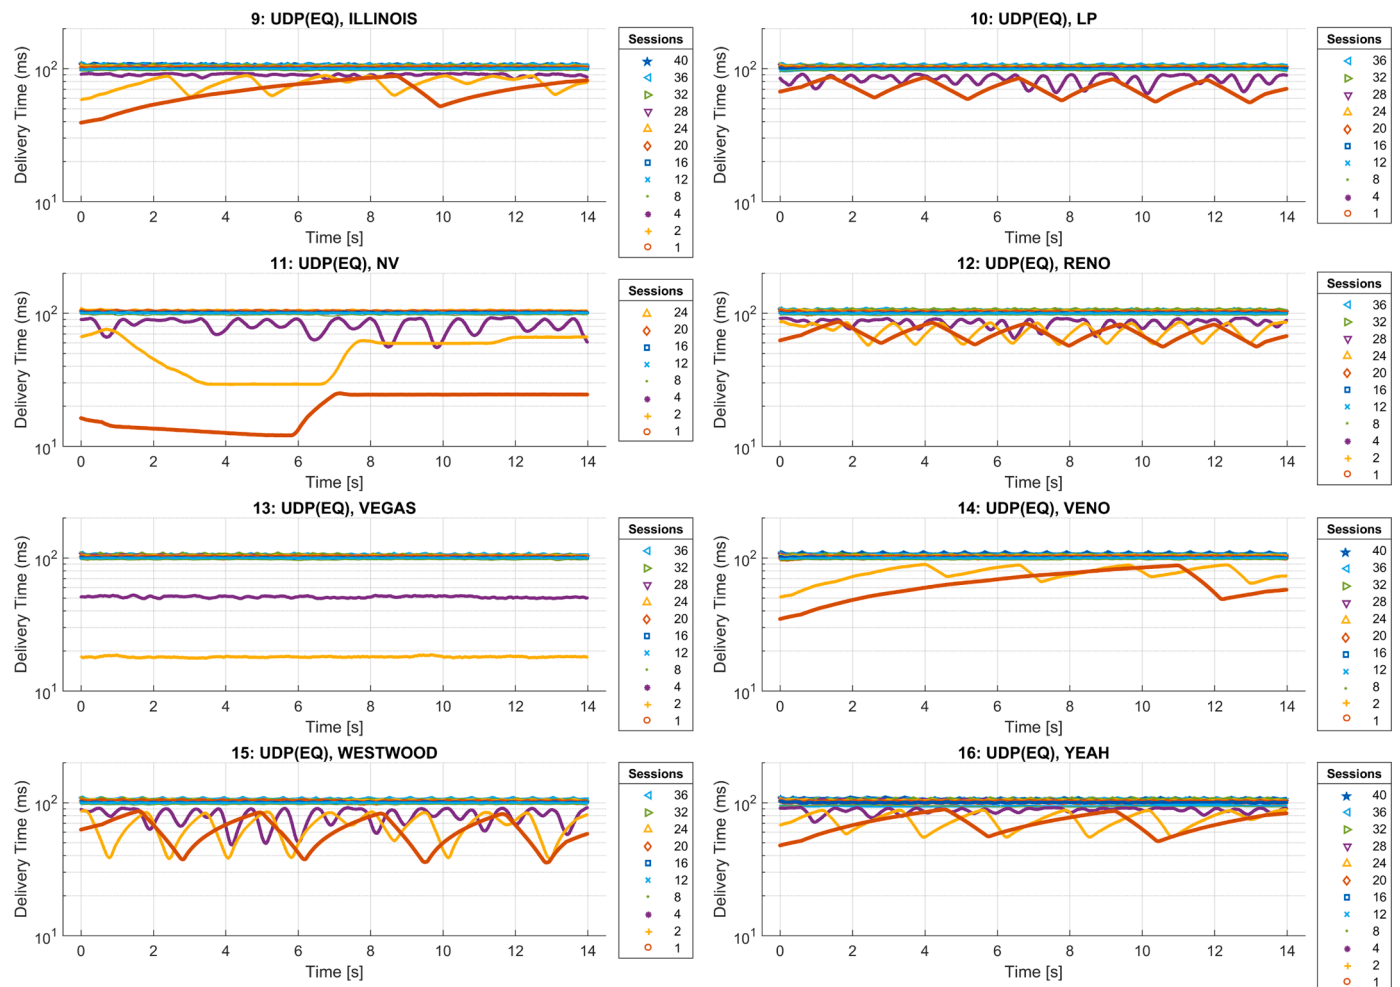 9: UDP(EQ), ILLINOIS
Delivery Time (ms)
10²
10¹
0 2 4 6 8 10 12 14
Time [s]
Sessions
40
36
32
28
24
20
16
12
8
4
2
1
10: UDP(EQ), LP
Delivery Time (ms)
10²
10¹
0 2 4 6 8 10 12 14
Time [s]
Sessions
36
32
28
24
20
16
12
8
4
1
11: UDP(EQ), NV
Delivery Time (ms)
10²
10¹
0 2 4 6 8 10 12 14
Time [s]
Sessions
24
20
16
12
8
4
2
1
12: UDP(EQ), RENO
Delivery Time (ms)
10²
10¹
0 2 4 6 8 10 12 14
Time [s]
Sessions
36
32
28
24
20
16
12
8
4
2
1
13: UDP(EQ), VEGAS
Delivery Time (ms)
10²
10¹
0 2 4 6 8 10 12 14
Time [s]
Sessions
36
32
28
24
20
16
12
8
4
2
1
14: UDP(EQ), VENO
Delivery Time (ms)
10²
10¹
0 2 4 6 8 10 12 14
Time [s]
Sessions
40
36
32
28
24
20
16
12
8
2
1
15: UDP(EQ), WESTWOOD
Delivery Time (ms)
10²
10¹
0 2 4 6 8 10 12 14
Time [s]
Sessions
36
32
24
20
16
12
8
4
2
1
16: UDP(EQ), YEAH
Delivery Time (ms)
10²
10¹
0 2 4 6 8 10 12 14
Time [s]
Sessions
40
36
32
28
24
20
16
12
8
4
2
1